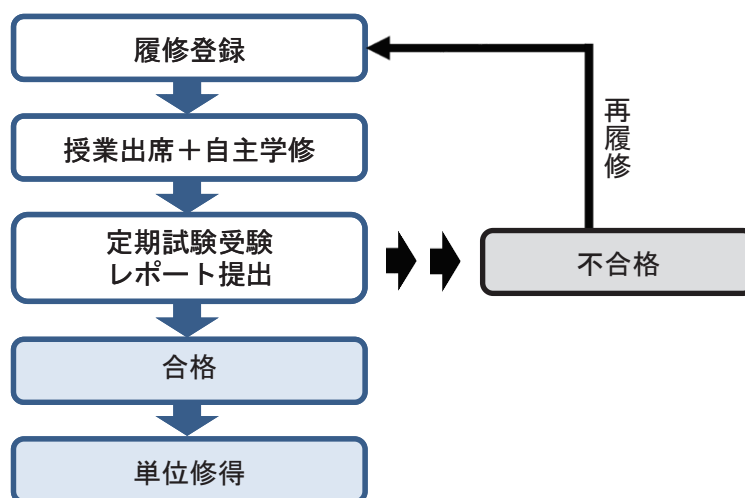 履修登録
授業出席＋自主学修
定期試験受験
レポート提出
合格
単位修得
不合格
再履修